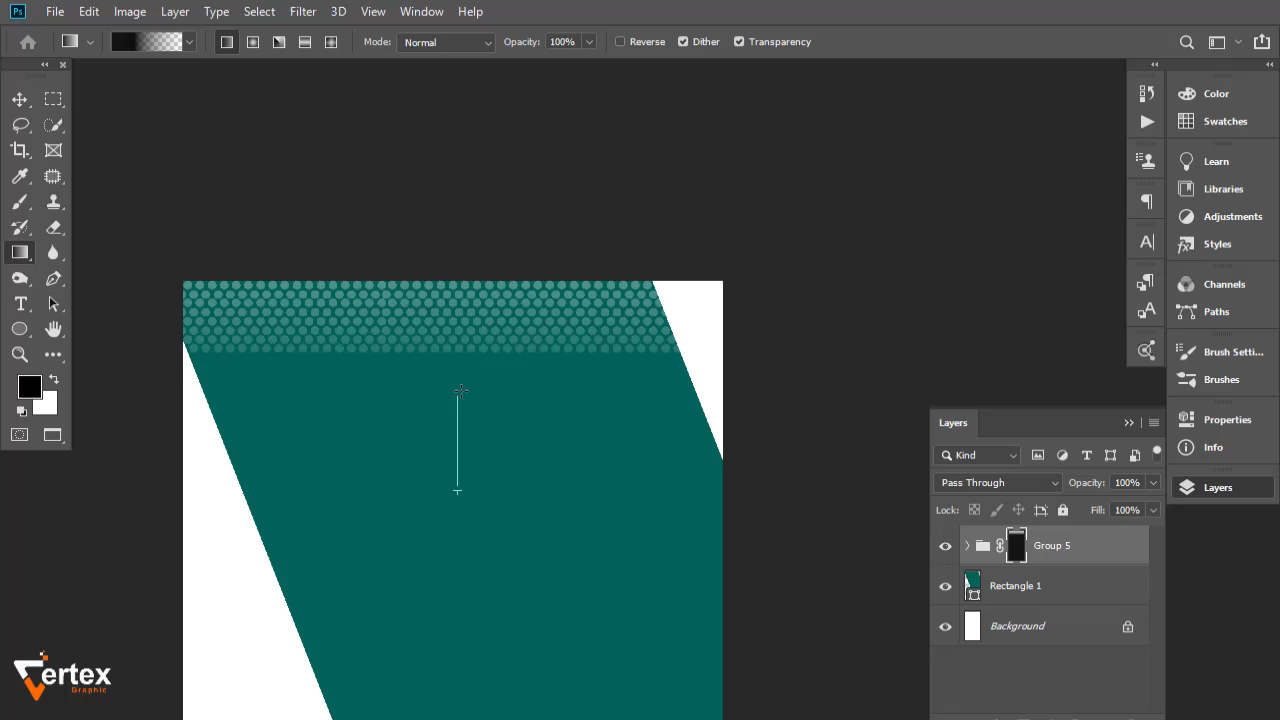 Ps File Edit Image Layer Type Select Filter 3D View Window Help
Mode: Normal Opacity: 100% Reverse Dither Transparency
Color
Swatches
Learn
Libraries
Adjustments
Styles
Channels
Paths
Brush Setti...
Brushes
Properties
Info
Layers
Layers
Kind
Pass Through Opacity: 100%
Lock: Fill: 100%
Group 5
Rectangle 1
Background
Vertex
Graphic